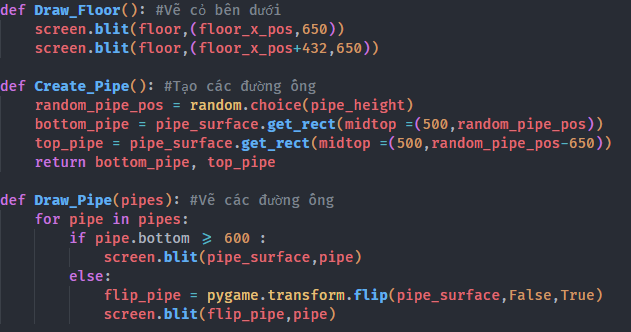 def Draw_Floor(): #Vẽ cỏ bên dưới
    screen.blit(floor,(floor_x_pos,650))
    screen.blit(floor,(floor_x_pos+432,650))

def Create_Pipe(): #Tạo các đường ông
    random_pipe_pos = random.choice(pipe_height)
    bottom_pipe = pipe_surface.get_rect(midtop =(500,random_pipe_pos))
    top_pipe = pipe_surface.get_rect(midtop =(500,random_pipe_pos-650))
    return bottom_pipe, top_pipe

def Draw_Pipe(pipes): #Vẽ các đường ông
    for pipe in pipes:
        if pipe.bottom ⩾ 600 :
            screen.blit(pipe_surface,pipe)
        else:
            flip_pipe = pygame.transform.flip(pipe_surface,False,True)
            screen.blit(flip_pipe,pipe)